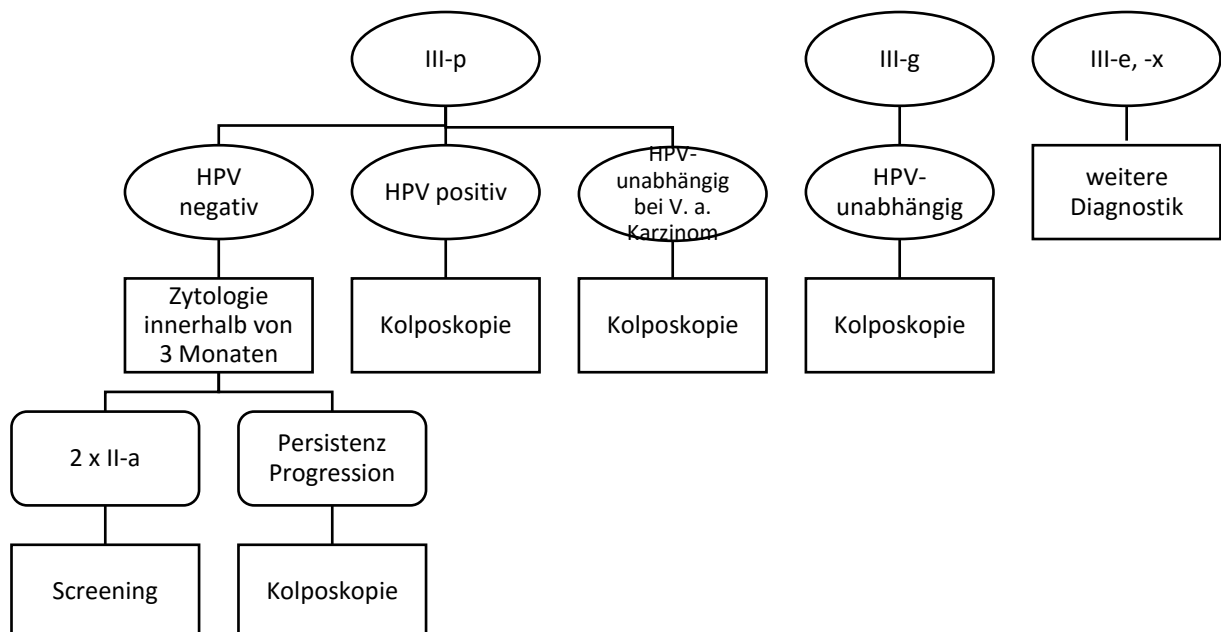 III-p
III-g
III-e, -x
HPV
negativ
HPV positiv
HPV-
unabhängig
bei V. a.
Karzinom
HPV-
unabhängig
weitere
Diagnostik
Zytologie
innerhalb von
3 Monaten
Kolposkopie
Kolposkopie
Kolposkopie
2 x II-a
Persistenz
Progression
Screening
Kolposkopie